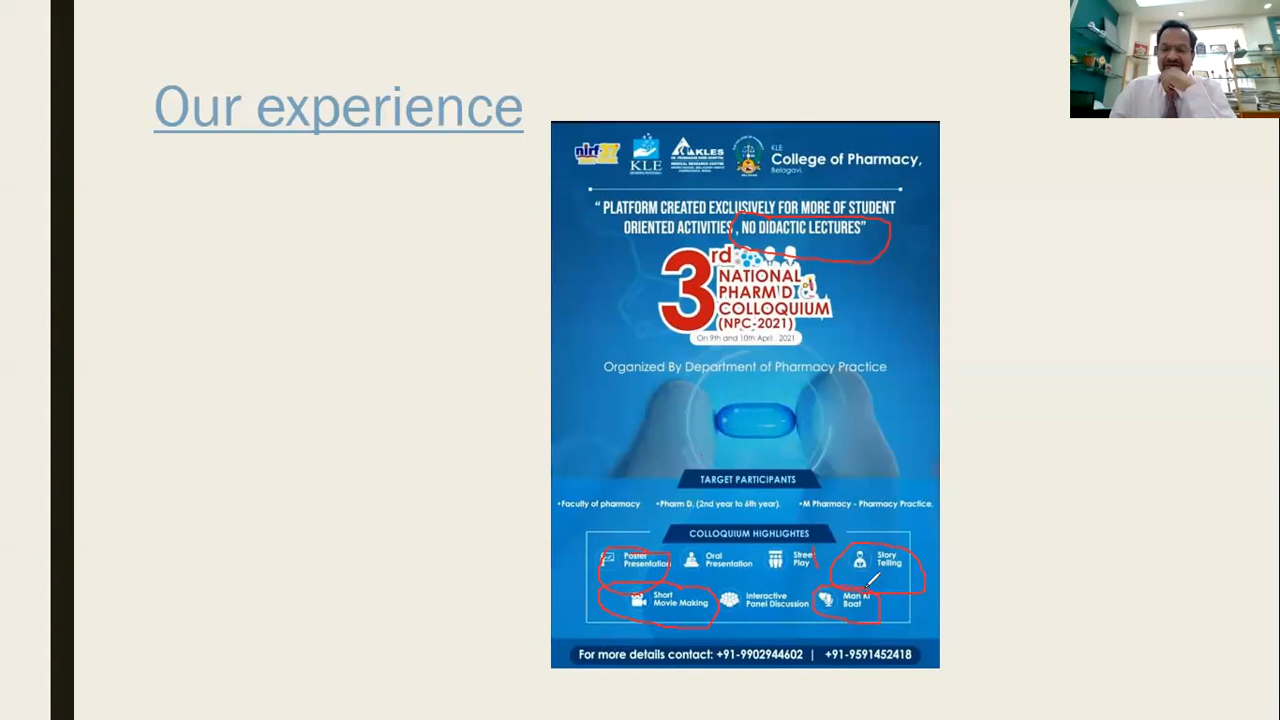 Our experience
nirf-27
KLE
KLES
KLE
College of Pharmacy,
Belagavi.
“ PLATFORM CREATED EXCLUSIVELY FOR MORE OF STUDENT
ORIENTED ACTIVITIES , NO DIDACTIC LECTURES”
3rd
NATIONAL
PHARM'D
COLLOQUIUM
(NPC-2021)
On 9th and 10th April , 2021
Organized By Department of Pharmacy Practice
TARGET PARTICIPANTS
•Faculty of pharmacy •Pharm D, (2nd year to 6th year). •M Pharmacy - Pharmacy Practice.
COLLOQUIUM HIGHLIGHTES
Poster Presentation
Oral Presentation
Street Play
Story Telling
Short Movie Making
Interactive Panel Discussion
Man Ki Baat
For more details contact: +91-9902944602 | +91-9591452418